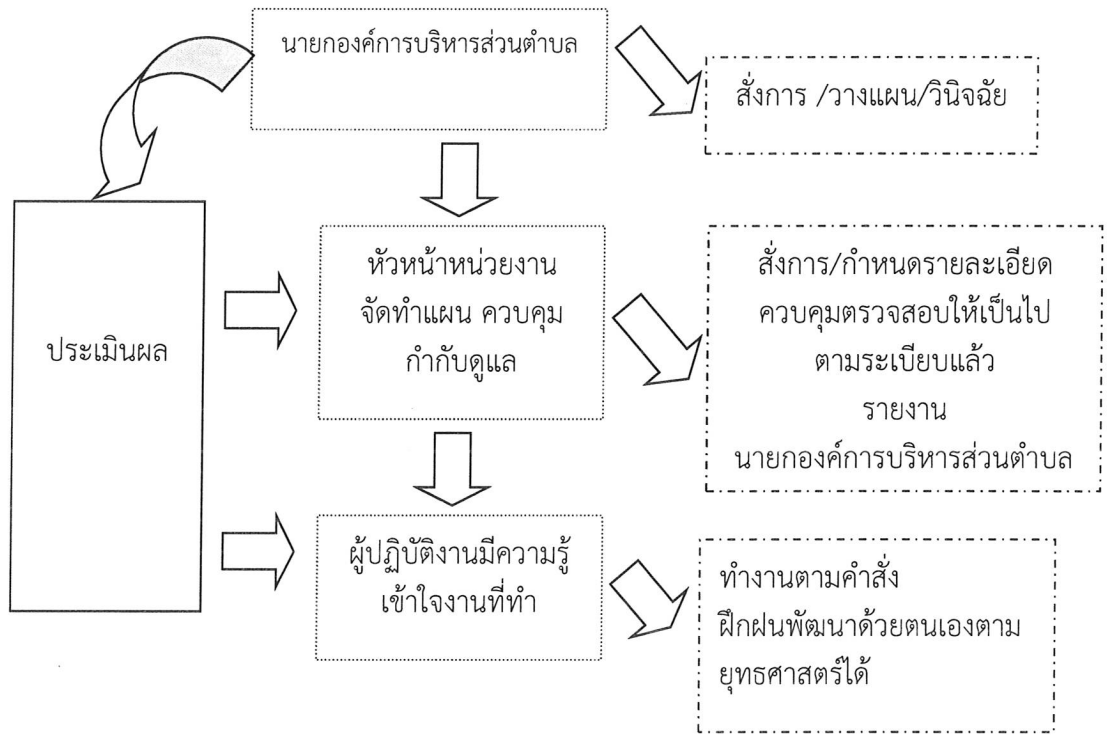 นายกองค์การบริหารส่วนตำบล
สั่งการ /วางแผน/วินิจฉัย
ประเมินผล
หัวหน้าหน่วยงาน
จัดทำแผน ควบคุม
กำกับดูแล
สั่งการ/กำหนดรายละเอียด
ควบคุมตรวจสอบให้เป็นไป
ตามระเบียบแล้ว
รายงาน
นายกองค์การบริหารส่วนตำบล
ผู้ปฏิบัติงานมีความรู้
เข้าใจงานที่ทำ
ทำงานตามคำสั่ง
ฝึกฝนพัฒนาด้วยตนเองตาม
ยุทธศาสตร์ได้